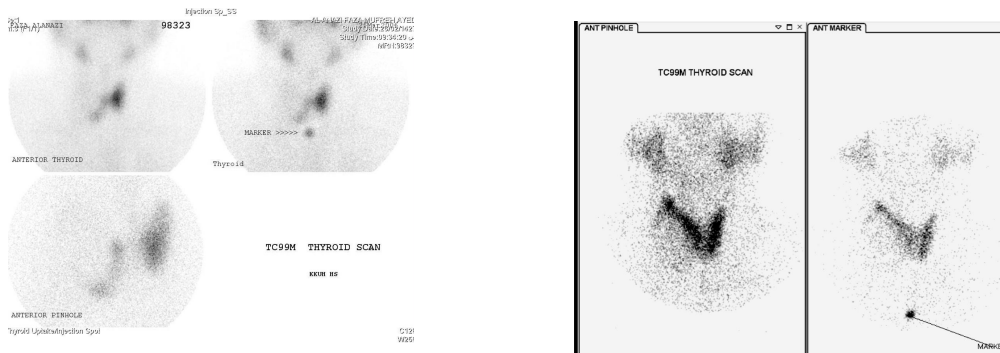 Injection Sp_SS
98323
MARKER >>>>>
ANTERIOR THYROID
Thyroid
TC99M THYROID SCAN
KKUH NS
ANTERIOR PINHOLE
Thyroid Uptake/Injection Spot
ANT PINHOLE
ANT MARKER
TC99M THYROID SCAN